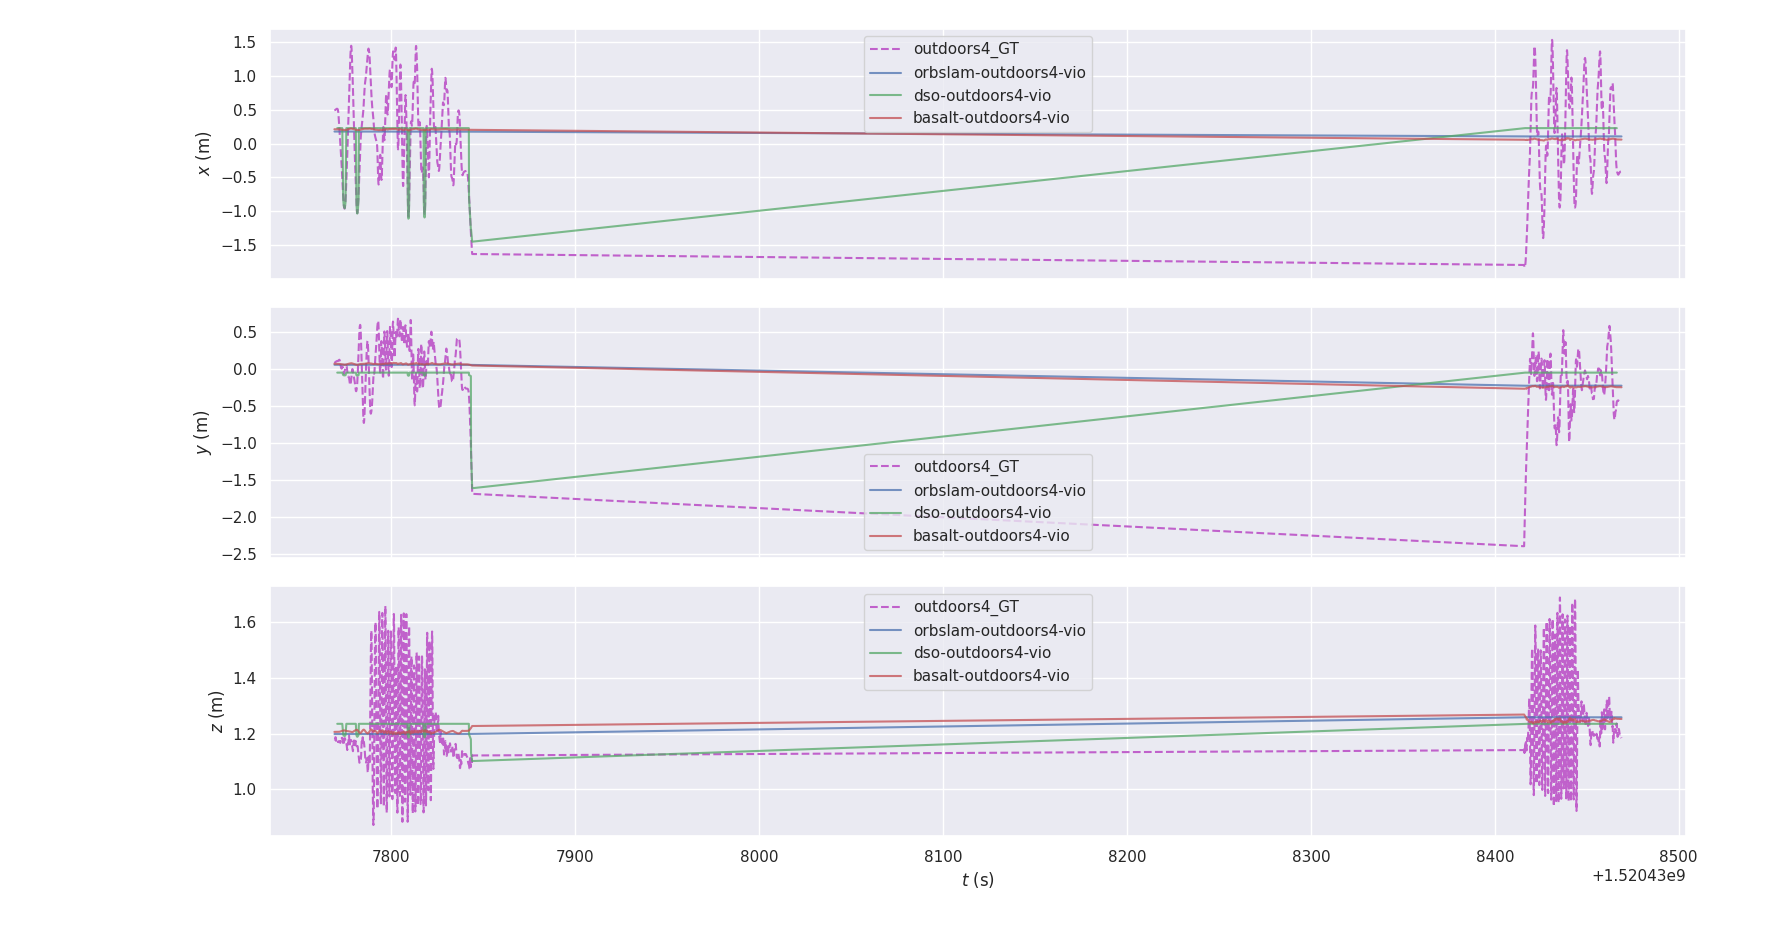 1.5
1.0
0.5
0.0
−0.5
−1.0
−1.5
x (m)
outdoors4_GT
orbslam-outdoors4-vio
dso-outdoors4-vio
basalt-outdoors4-vio
0.5
0.0
−0.5
−1.0
−1.5
−2.0
−2.5
y (m)
outdoors4_GT
orbslam-outdoors4-vio
dso-outdoors4-vio
basalt-outdoors4-vio
1.6
1.4
1.2
1.0
z (m)
outdoors4_GT
orbslam-outdoors4-vio
dso-outdoors4-vio
basalt-outdoors4-vio
7800 7900 8000 8100 8200 8300 8400 8500
t (s)
+1.52043e9